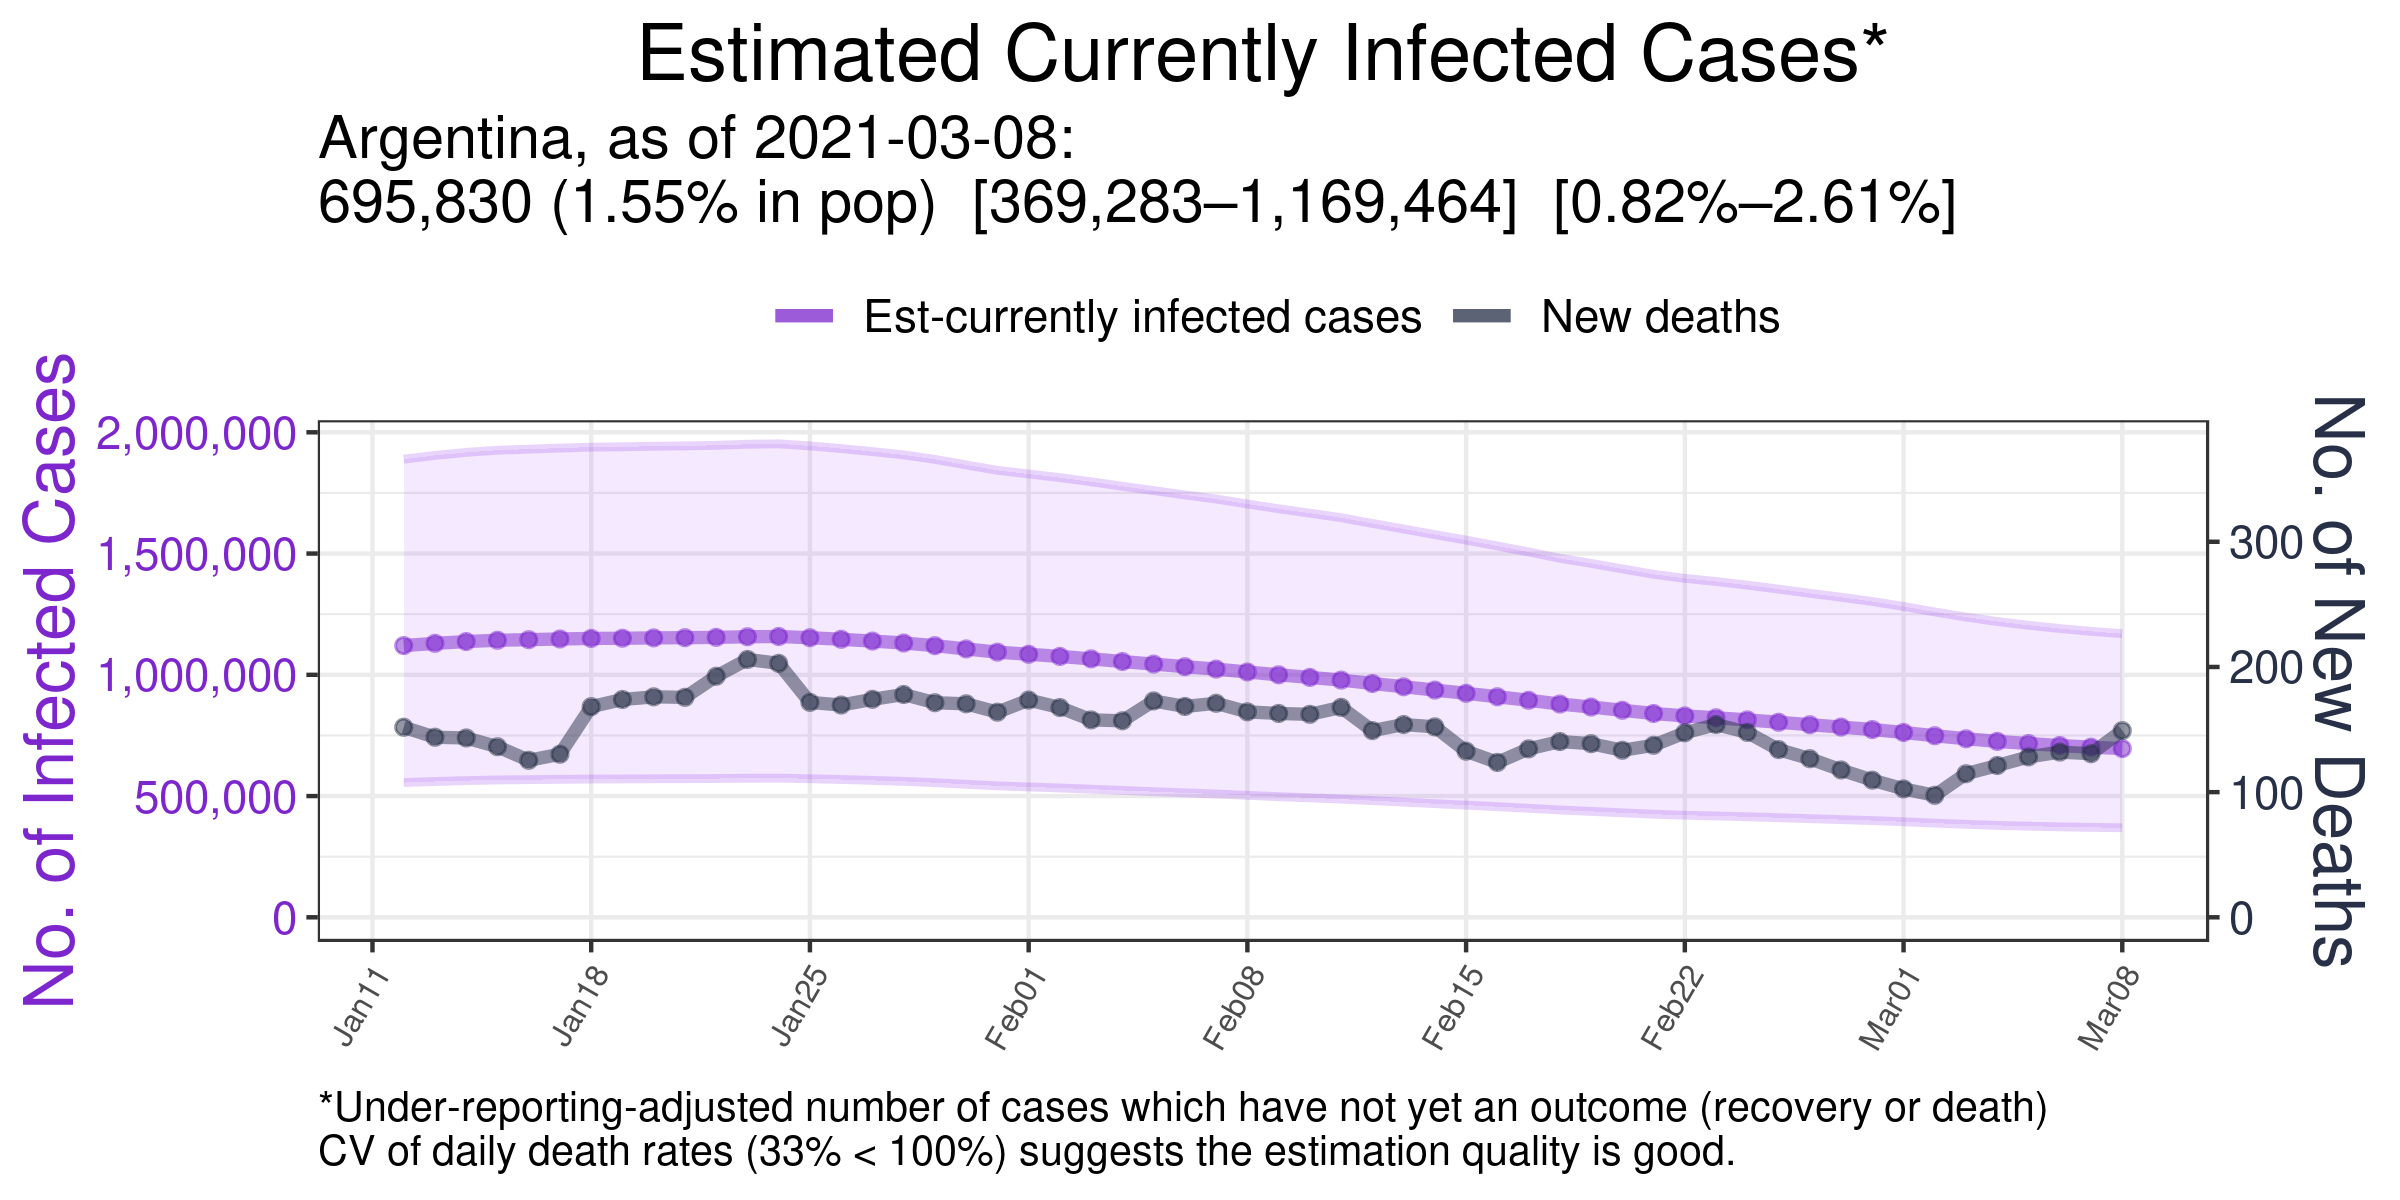 Estimated Currently Infected Cases*
Argentina, as of 2021-03-08:
695,830 (1.55% in pop)  [369,283–1,169,464]  [0.82%–2.61%]
Est-currently infected cases
New deaths
No. of Infected Cases
2,000,000
1,500,000
1,000,000
500,000
0
No. of New Deaths
300
200
100
0
Jan11
Jan18
Jan25
Feb01
Feb08
Feb15
Feb22
Mar01
Mar08
*Under-reporting-adjusted number of cases which have not yet an outcome (recovery or death)
CV of daily death rates (33% < 100%) suggests the estimation quality is good.